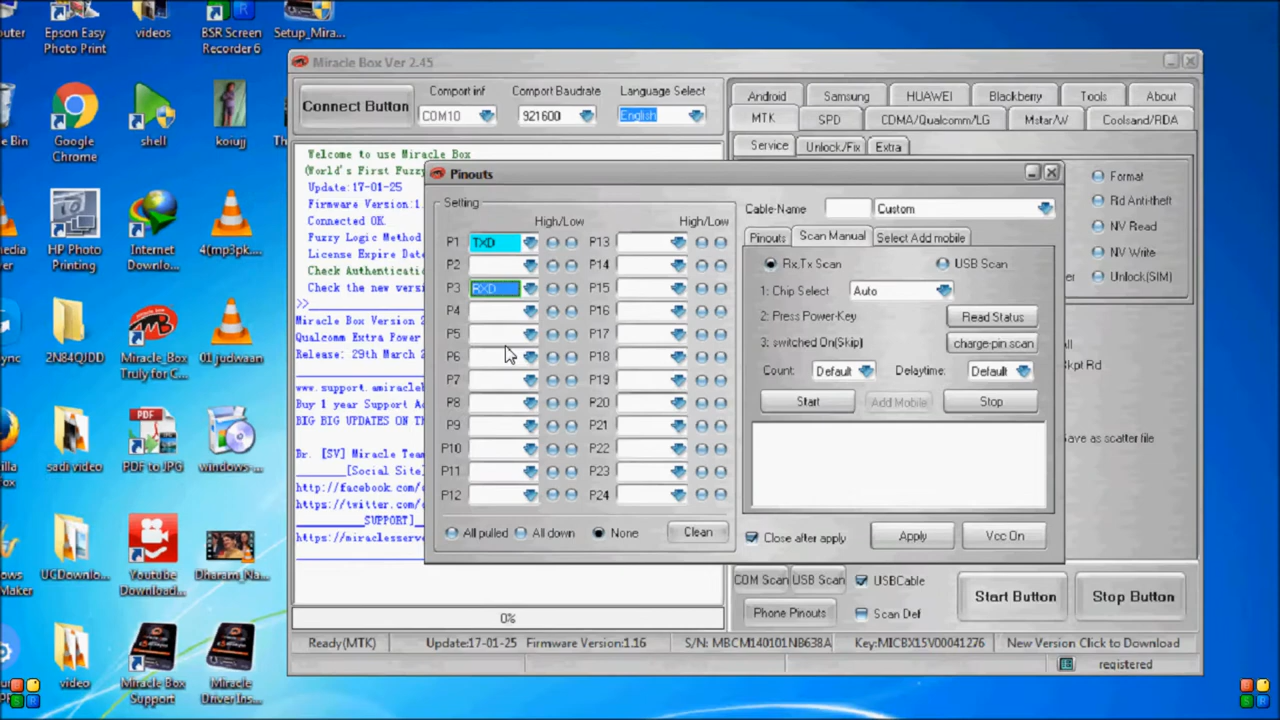 Epson Easy
Photo Print
videos
BSR Screen
Recorder 6
Setup_Mira...
Google
Chrome
shell
koiujj
HP Photo
Printing
Internet
Downlo...
4(mp3pk...
2N84QJDD
Miracle_Box
Truly for C...
01 judwaan
sadi video
PDF to JPG
windows-...
UCDownlo...
Youtube
Download...
Dharam_Na...
video
Miracle Box
Support
Miracle
Driver Ins...
Miracle Box Ver 2.45
Connect Button
Comport inf
Comport Baudrate
Language Select
COM10
921600
English
Android
Samsung
HUAWEI
Blackberry
Tools
About
MTK
SPD
CDMA/Qualcomm/LG
Mstar/W
Coolsand/RDA
Service
Unlock/Fix
Extra
Welcome to use Miracle Box
(World's First Fuzzy
Update:17-01-25
Firmware Version:1.
Connected OK
Fuzzy Logic Method
License Expire Date
Check Authentication
Check the new versi
>>
Miracle Box Version 2
Qualcomm Extra Power
Release: 29th March 2
www.support.amiraclebo
Buy 1 year Support Ac
BIG BIG UPDATES ON TH
Br. [SV] Miracle Team
[Social Site]
http://facebook.com/
https://twitter.com/
SUPPORT]
https://miracleserve
Format
Rd Anti-theft
NV Read
NV Write
Unlock(SIM)
Save as scatter file
Pinouts
Setting
High/Low
High/Low
P1 TXD
P13
P2
P14
P3 RXD
P15
P4
P16
P5
P17
P6
P18
P7
P19
P8
P20
P9
P21
P10
P22
P11
P23
P12
P24
All pulled
All down
None
Clean
Cable-Name
Custom
Pinouts
Scan Manual
Select Add mobile
Rx,Tx Scan
USB Scan
1: Chip Select
Auto
2: Press Power-Key
Read Status
3: switched On(Skip)
charge-pin scan
Count:
Default
Delaytime:
Default
Start
Add Mobile
Stop
Close after apply
Apply
Vcc On
COM Scan
USB Scan
USBCable
Phone Pinouts
Scan Def
Start Button
Stop Button
0%
Ready(MTK)
Update:17-01-25
Firmware Version:1.16
S/N: MBCM140101NB638A
Key:MICBX15V00041276
New Version Click to Download
registered